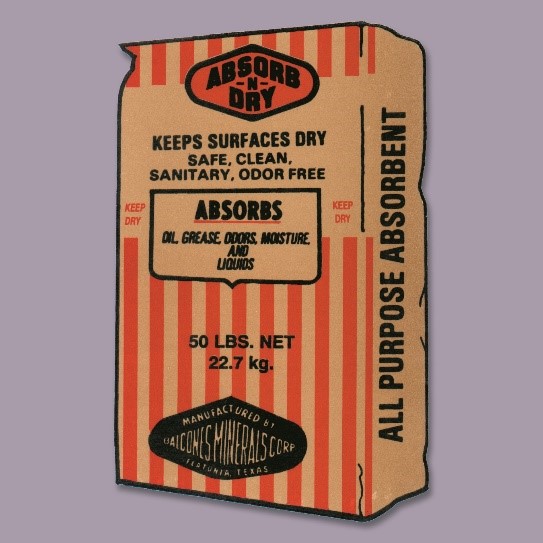 ABSORB
-N-
DRY
KEEPS SURFACES DRY
SAFE, CLEAN,
SANITARY, ODOR FREE
KEEP
DRY
ABSORBS
OIL, GREASE, ODORS, MOISTURE,
AND
LIQUIDS
KEEP
DRY
50 LBS. NET
22.7 kg.
MANUFACTURED BY
BALCONES MINERALS CORP
FLATONIA, TEXAS
ALL PURPOSE ABSORBENT